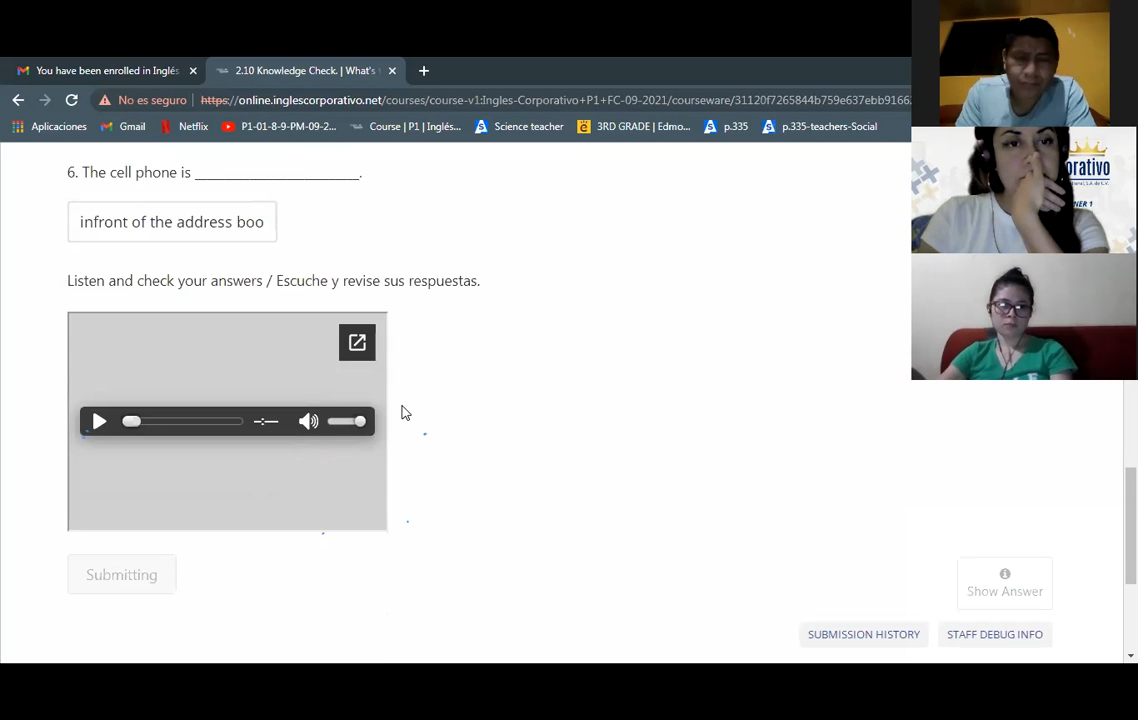 You have been enrolled in Inglés
2.10 Knowledge Check. | What's
No es seguro
https://online.inglescorporativo.net/courses/course-v1:Ingles-Corporativo+P1+FC-09-2021/courseware/31120f7265844b759e637ebb9166
Aplicaciones
Gmail
Netflix
P1-01-8-9-PM-09-2...
Course | P1 | Inglés...
Science teacher
3RD GRADE | Edmo...
p.335
p.335-teachers-Social
orporativo
NER 1
6. The cell phone is ____________________.
infront of the address boo
Listen and check your answers / Escuche y revise sus respuestas.
-:--
Submitting
Show Answer
SUBMISSION HISTORY
STAFF DEBUG INFO